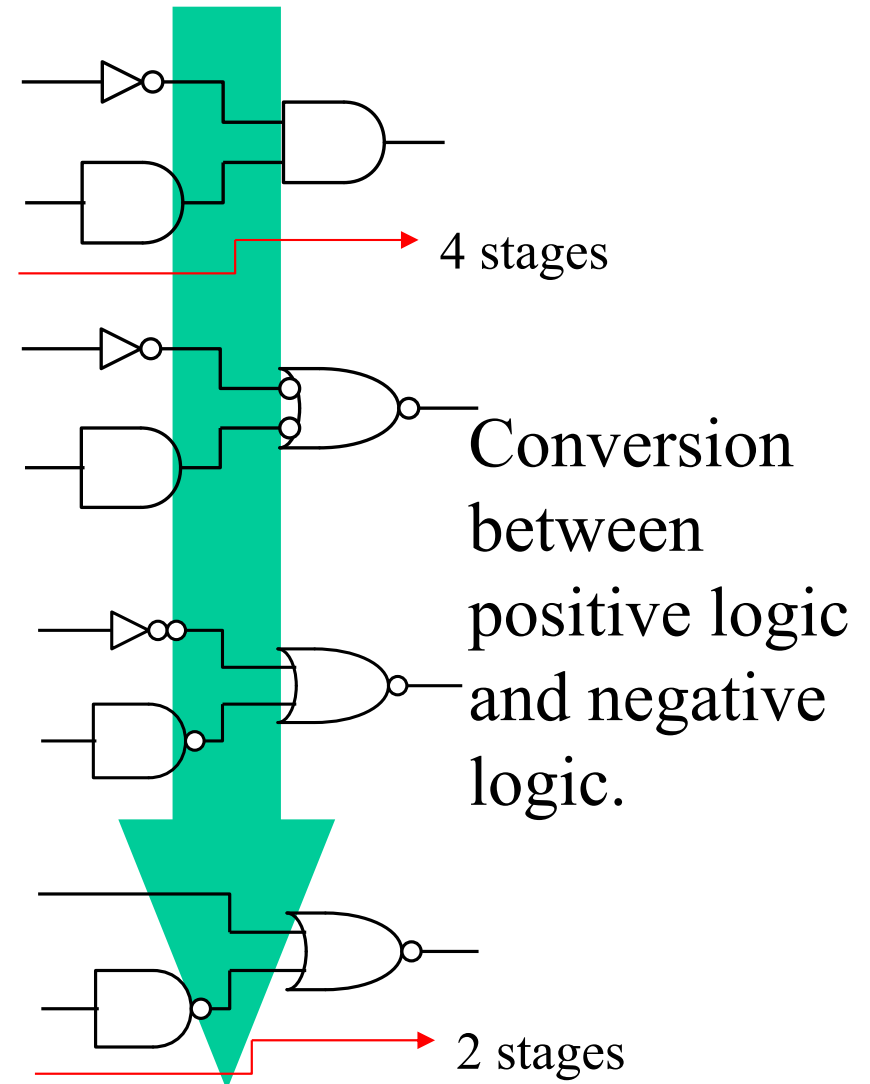 4 stages
Conversion
between
positive logic
and negative
logic.
2 stages